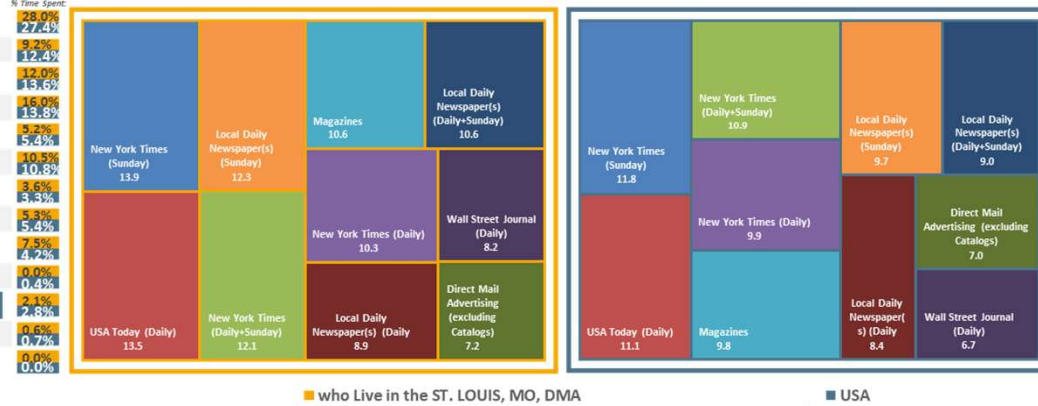 % Time Spent:
28.0%
27.4%
9.2%
12.4%
12.0%
13.6%
16.0%
13.8%
5.2%
5.4%
10.5%
10.8%
3.6%
3.3%
5.3%
5.4%
7.5%
4.2%
0.0%
0.4%
2.1%
2.8%
0.6%
0.7%
0.0%
0.0%
New York Times
(Sunday)
13.9
Local Daily
Newspaper(s)
(Sunday)
12.3
Magazines
10.6
Local Daily
Newspaper(s)
(Daily+Sunday)
10.6
New York Times (Daily)
10.3
Wall Street Journal
(Daily)
8.2
USA Today (Daily)
13.5
New York Times
(Daily+Sunday)
12.1
Local Daily
Newspaper(s) (Daily
8.9
Direct Mail
Advertising
(excluding
Catalogs)
7.2
New York Times
(Sunday)
11.8
New York Times
(Daily+Sunday)
10.9
Local Daily
Newspaper(s)
(Sunday)
9.7
Local Daily
Newspaper(s)
(Daily+Sunday)
9.0
New York Times (Daily)
9.9
Direct Mail
Advertising (excluding
Catalogs)
7.0
USA Today (Daily)
11.1
Magazines
9.8
Local Daily
Newspaper(
s) (Daily
8.4
Wall Street Journal
(Daily)
6.7
who Live in the ST. LOUIS, MO, DMA
USA